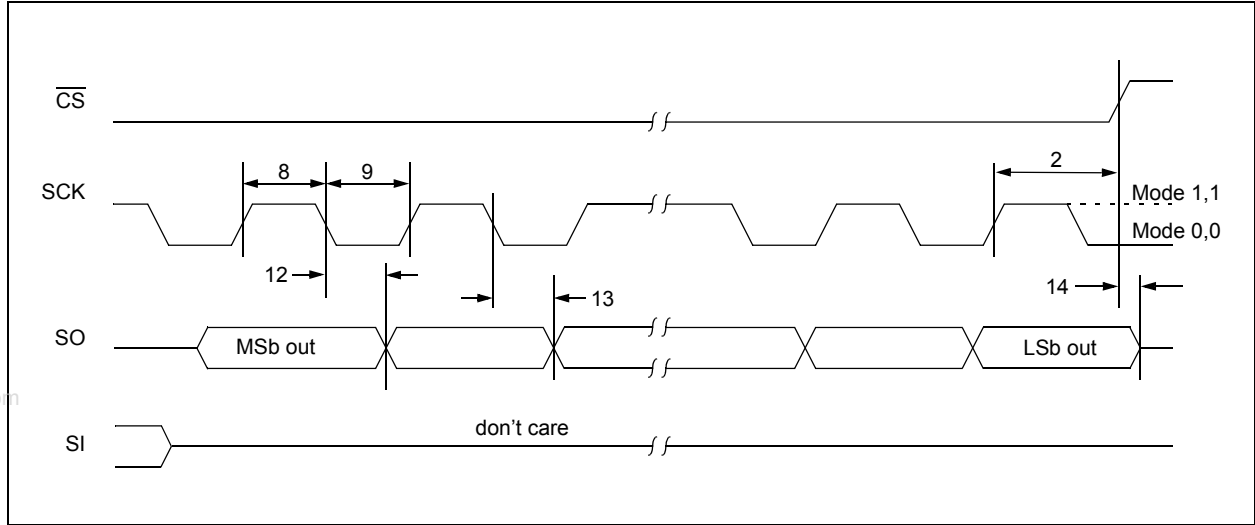 CS
2
8
9
SCK
Mode 1,1
Mode 0,0
12
13
14
SO
MSb out
LSb out
don't care
SI